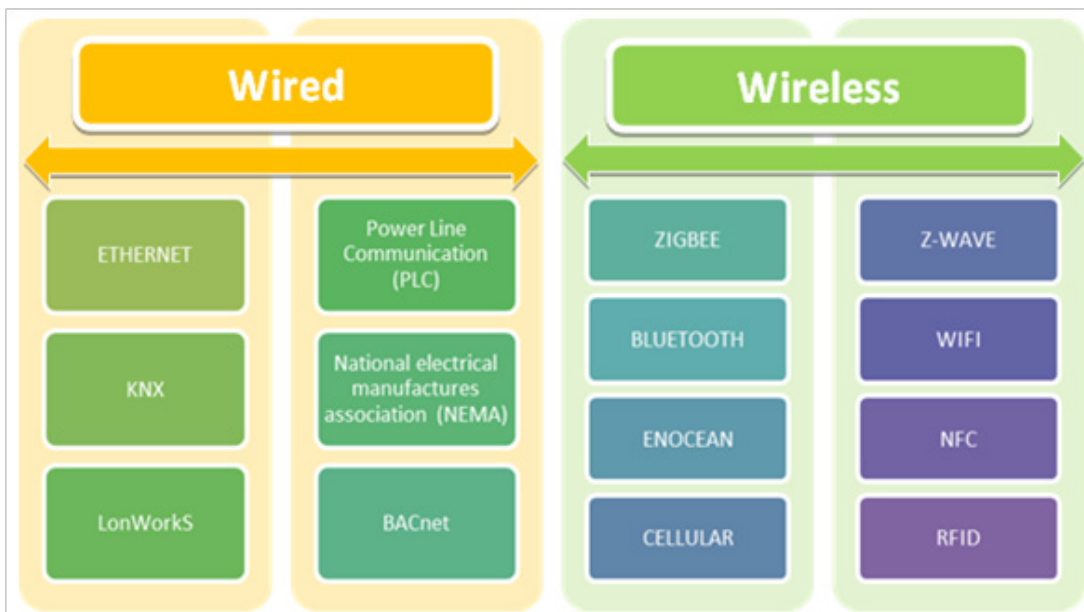 Wired
Wireless
ETHERNET
Power Line
Communication
(PLC)
ZIGBEE
Z-WAVE
KNX
National electrical
manufactures
association (NEMA)
BLUETOOTH
WIFI
ENOCEAN
NFC
LonWorkS
BACnet
CELLULAR
RFID